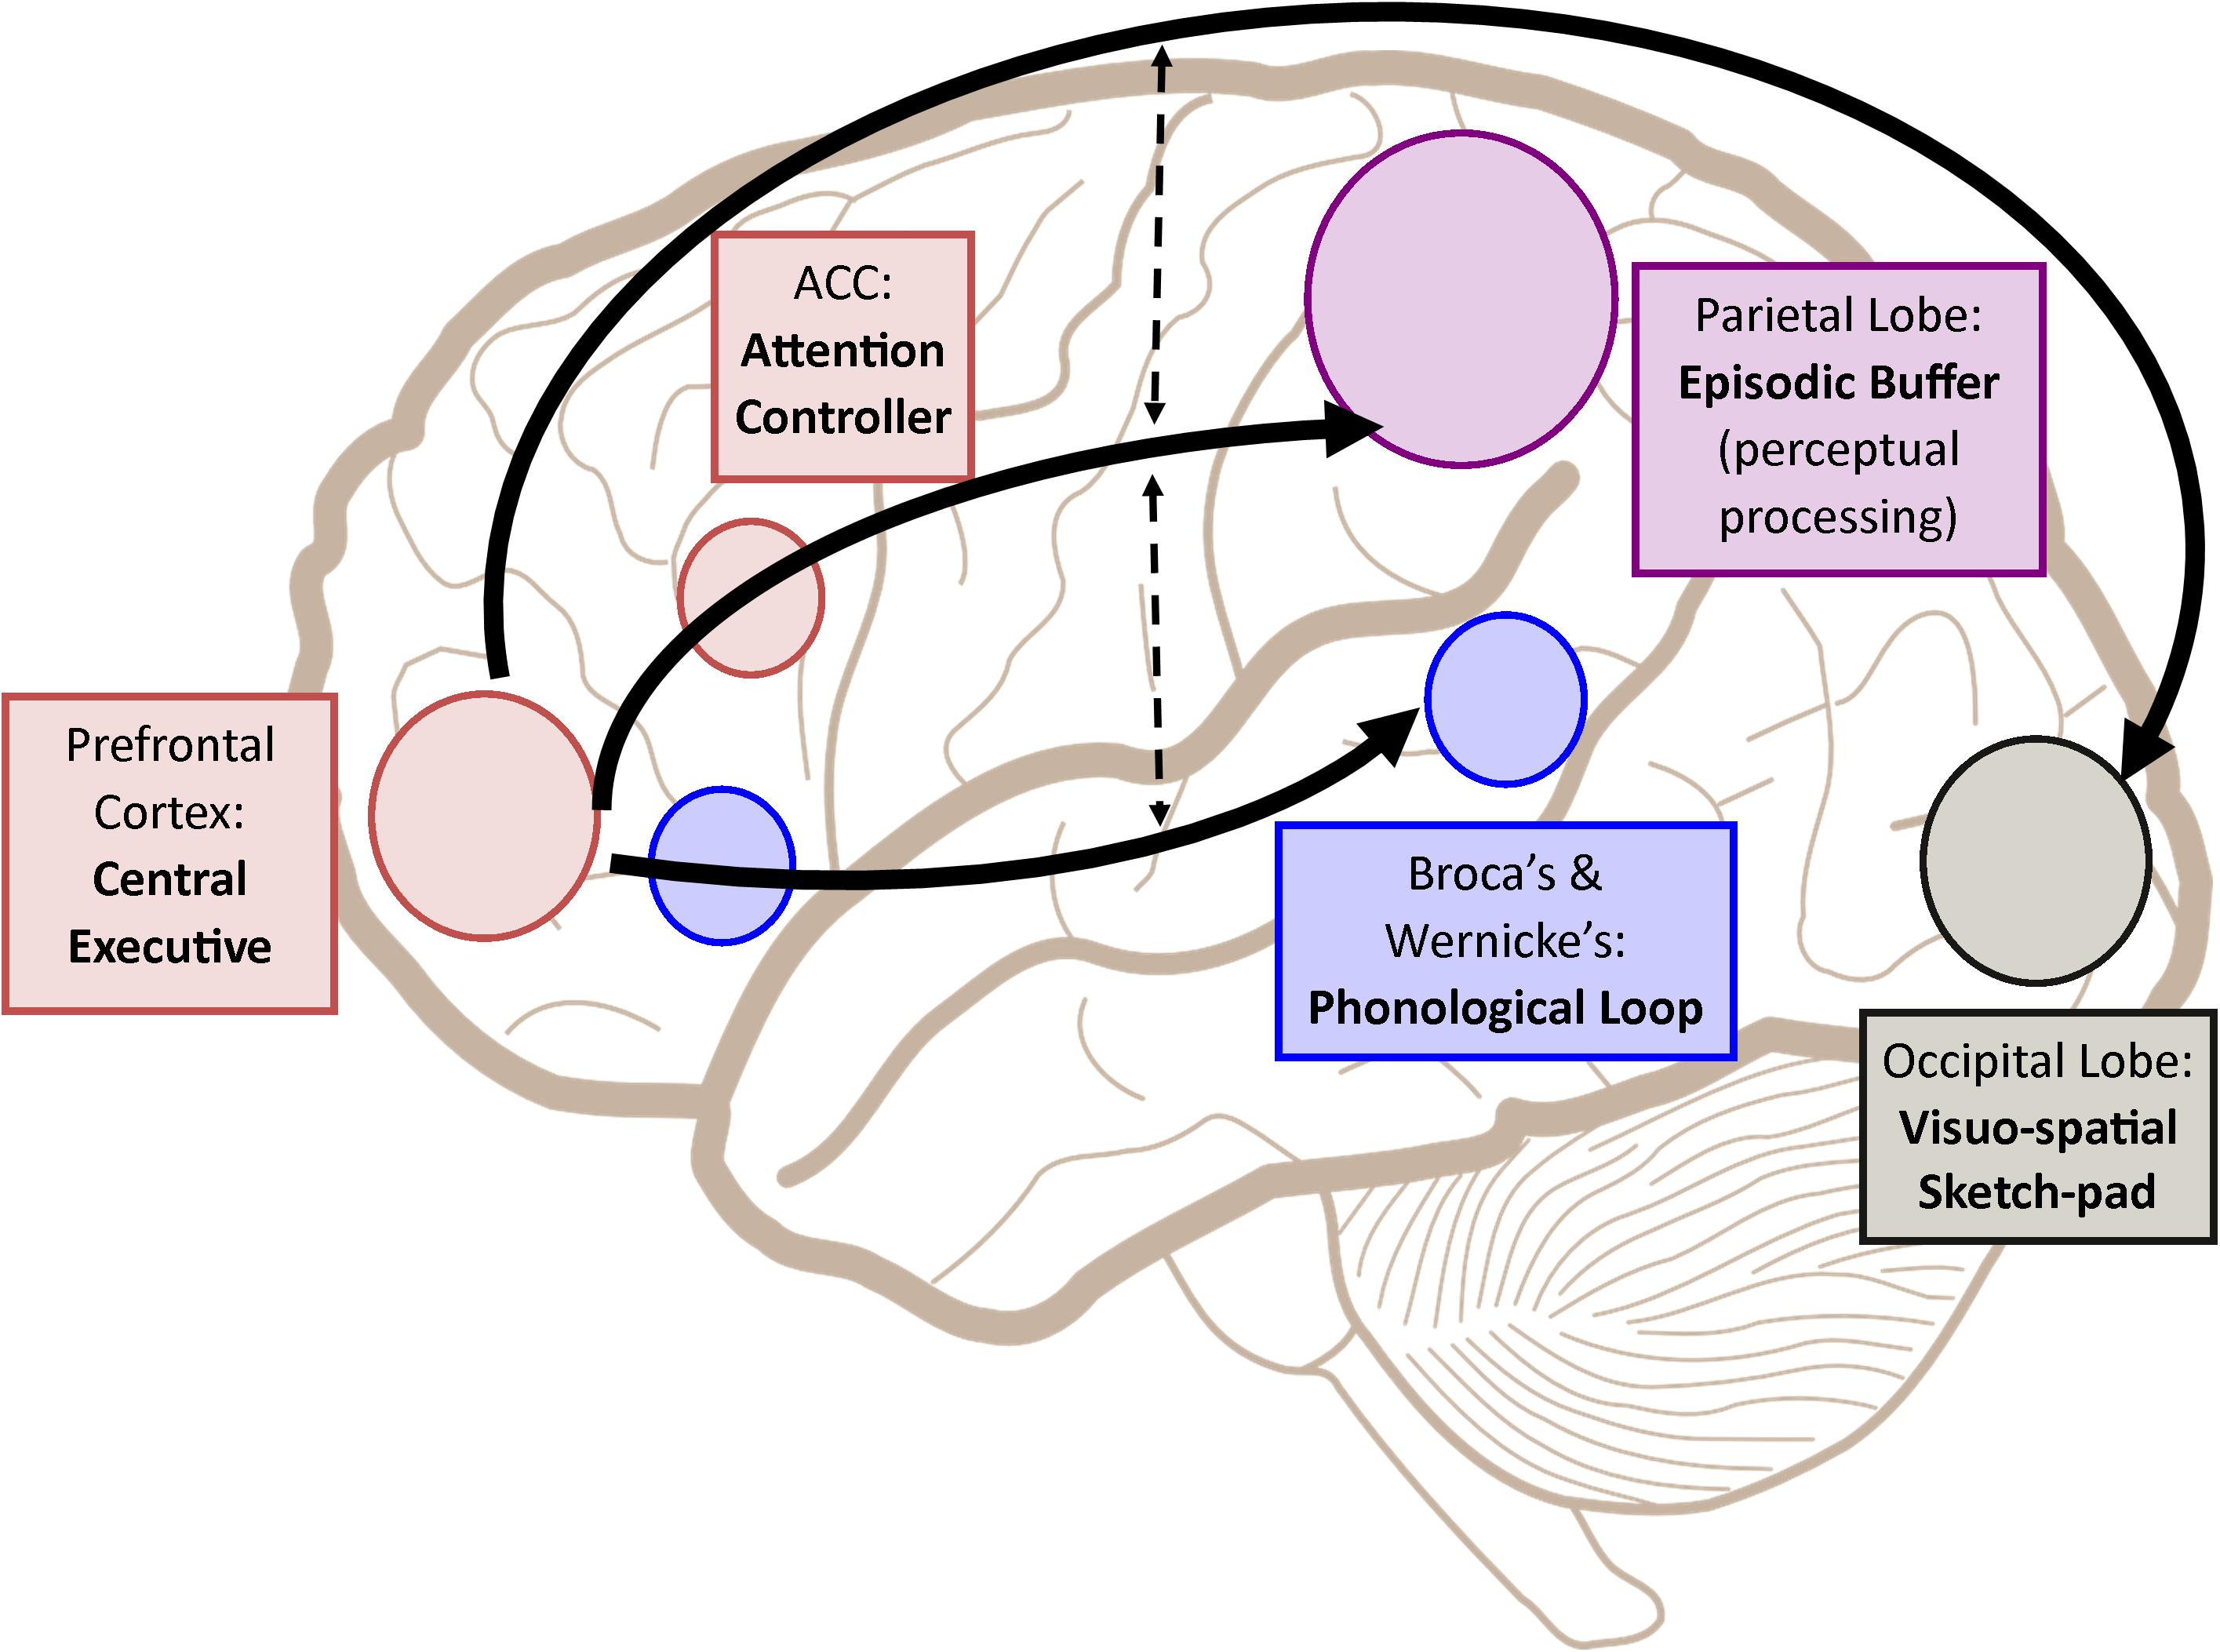 ACC:
Attention
Controller
Parietal Lobe:
Episodic Buffer
(perceptual
processing)
Prefrontal
Cortex:
Central
Executive
Broca’s &
Wernicke’s:
Phonological Loop
Occipital Lobe:
Visuo-spatial
Sketch-pad